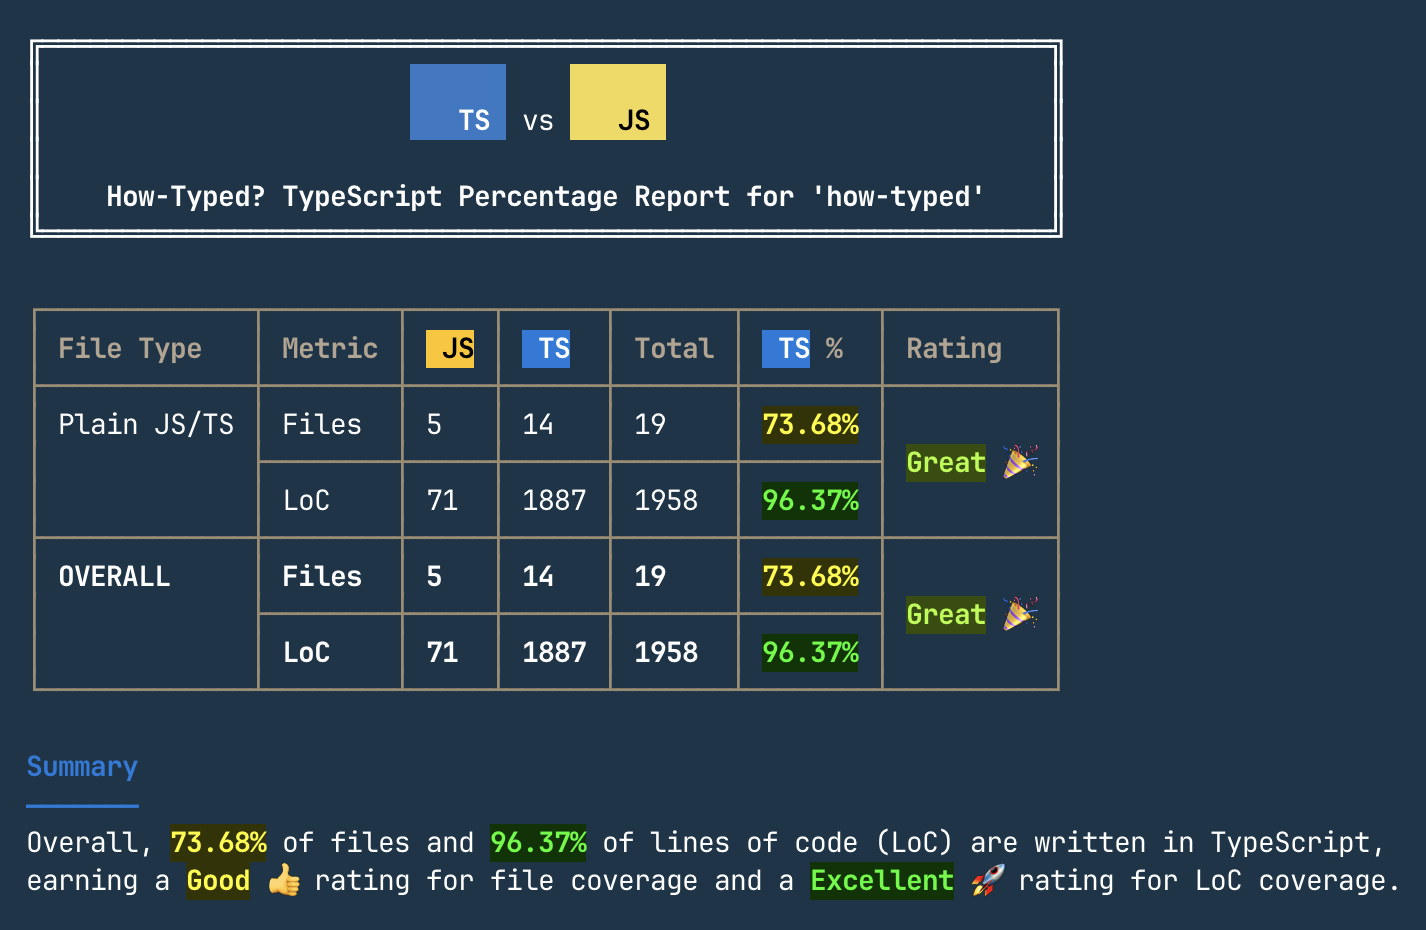 TS vs JS
How-Typed? TypeScript Percentage Report for 'how-typed'
File Type Metric JS TS Total TS % Rating
Plain JS/TS Files 5 14 19 73.68%
Great 🎉
LoC 71 1887 1958 96.37%
OVERALL Files 5 14 19 73.68%
Great 🎉
LoC 71 1887 1958 96.37%
Summary
Overall, 73.68% of files and 96.37% of lines of code (LoC) are written in TypeScript,
earning a Good 👍 rating for file coverage and a Excellent 🚀 rating for LoC coverage.